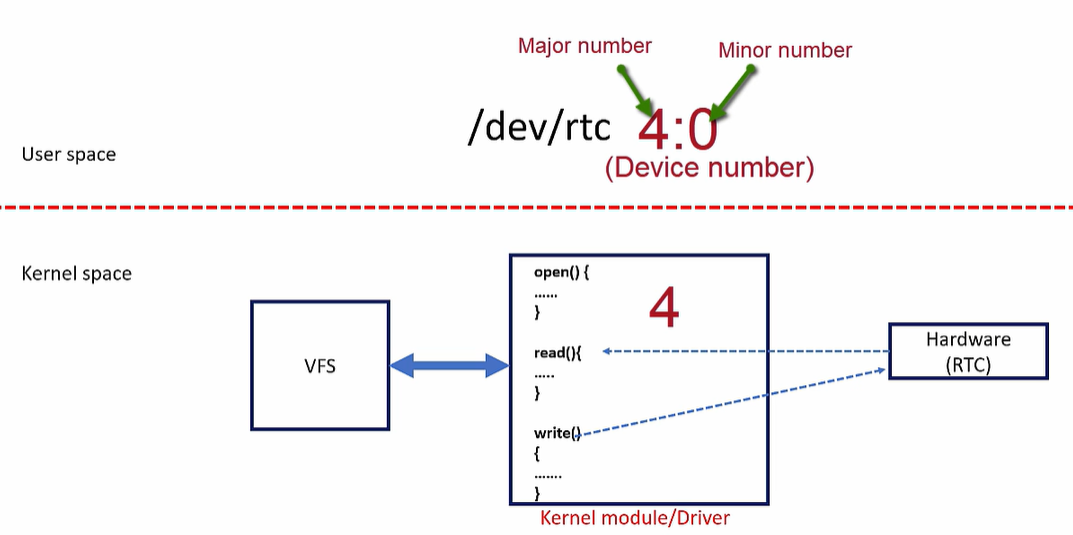 Major number
Minor number
/dev/rtc 4:0
(Device number)
User space
Kernel space
open() {
......
}
4
read(){
.....
}
write()
{
.......
}
VFS
Hardware
(RTC)
Kernel module/Driver